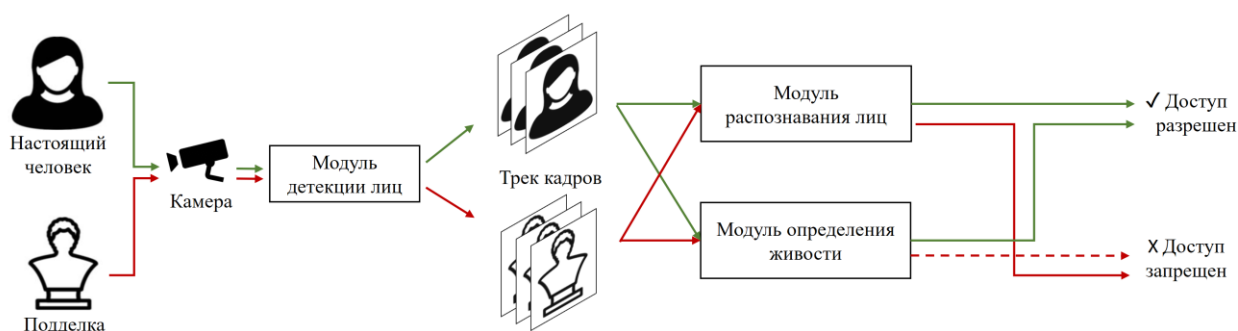 Настоящий
человек
Подделка
Камера
Модуль
детекции лиц
Трек кадров
Модуль
распознавания лиц
Модуль определения
живости
✓ Доступ
разрешен
X Доступ
запрещен